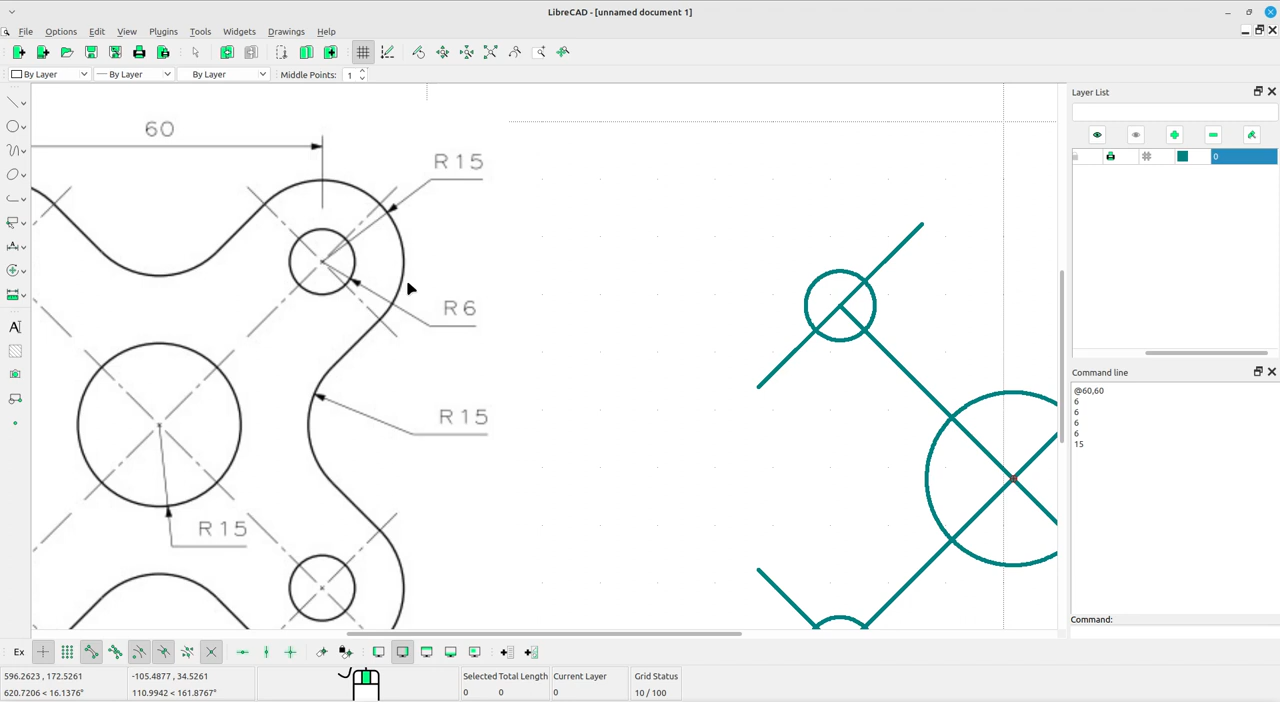 LibreCAD - [unnamed document 1]
File Options Edit View Plugins Tools Widgets Drawings Help
By Layer By Layer By Layer Middle Points: 1
Layer List
0
60
R15
R6
R15
R15
Command line
@60,60
6
6
6
6
15
Command:
Ex
596.2623 , 172.5261
620.7206 < 16.1376°
-105.4877 , 34.5261
110.9942 < 161.8767°
Selected Total Length
0 0
Current Layer
0
Grid Status
10 / 100